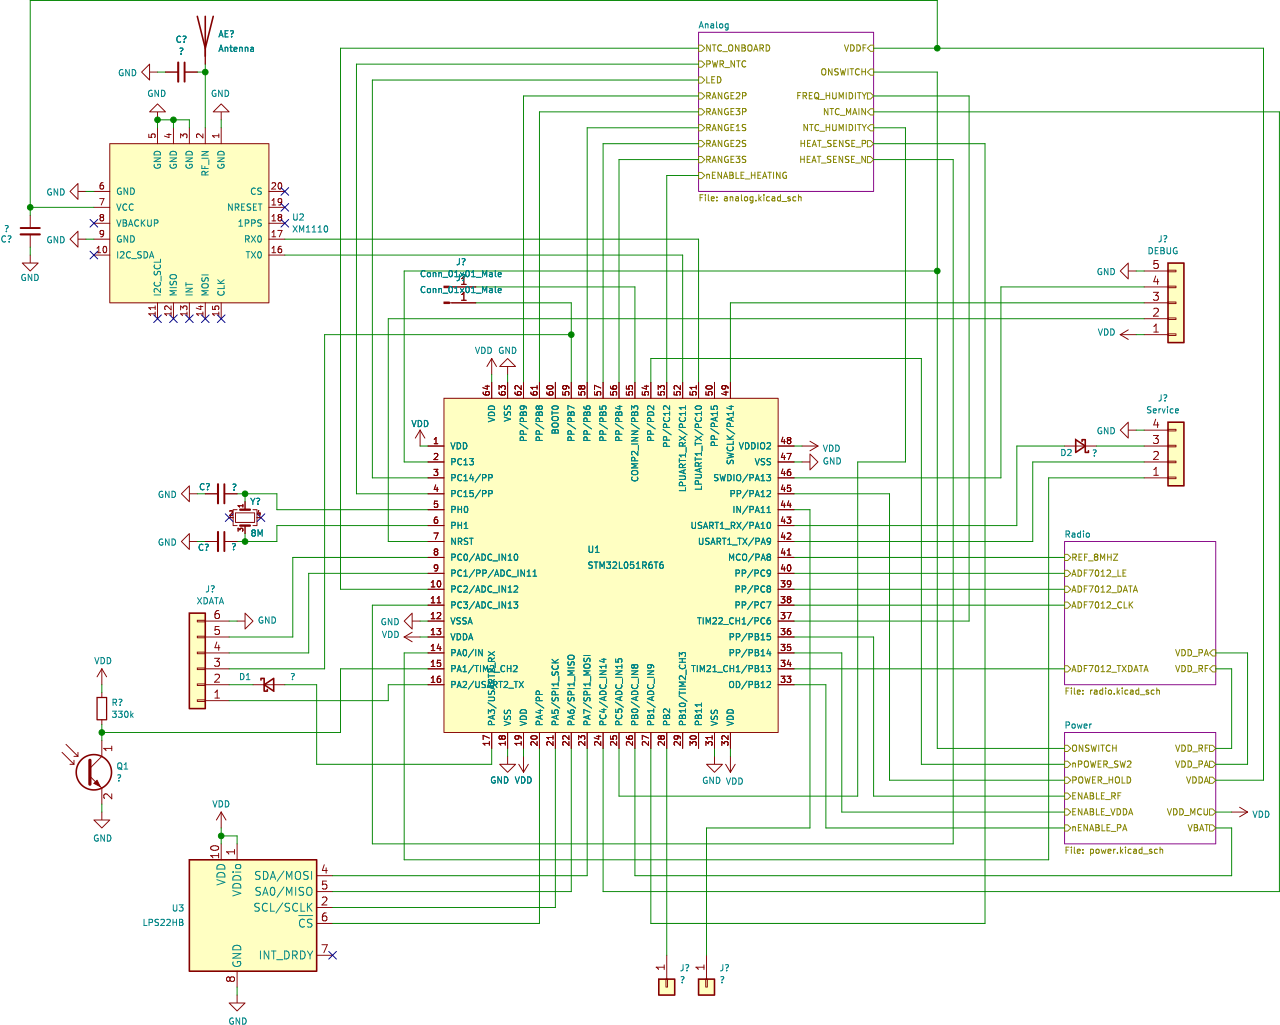 AE?
Antenna
C?
?
GND
GND
GND
5
4
3
2
1
GND
GND
GND
RF_IN
GND
GND
6
GND
7
VCC
8
VBACKUP
GND
9
GND
10
I2C_SDA
CS
20
NRESET
19
1PPS
18
RX0
17
TX0
16
U2
XM1110
I2C_SCL
MISO
INT
MOSI
CLK
11
12
13
14
15
?
C?
GND
Analog
NTC_ONBOARD
PWR_NTC
LED
RANGE2P
RANGE3P
RANGE1S
RANGE2S
RANGE3S
nENABLE_HEATING
VDDF
ONSWITCH
FREQ_HUMIDITY
NTC_MAIN
NTC_HUMIDITY
HEAT_SENSE_P
HEAT_SENSE_N
File: analog.kicad_sch
J?
Conn_01x01_Male
1
J?
Conn_01x01_Male
1
J?
DEBUG
GND
5
4
3
2
VDD
1
J?
Service
GND
4
3
2
1
D2
?
VDD
GND
VDD
64
63
62
61
60
59
58
57
56
55
54
53
52
51
50
49
VDD
VSS
PP/PB9
PP/PB8
BOOT0
PP/PB7
PP/PB6
PP/PB5
PP/PB4
COMP2_INN/PB3
PP/PD2
PP/PC12
LPUART1_RX/PC11
LPUART1_TX/PC10
PP/PA15
SWCLK/PA14
1
VDD
2
PC13
3
PC14/PP
4
PC15/PP
5
PH0
6
PH1
7
NRST
8
PC0/ADC_IN10
9
PC1/PP/ADC_IN11
10
PC2/ADC_IN12
11
PC3/ADC_IN13
GND
12
VSSA
VDD
13
VDDA
14
PA0/IN
15
PA1/TIM2_CH2
16
PA2/USART2_TX
U1
STM32L051R6T6
VDDIO2
48
VDD
VSS
47
GND
SWDIO/PA13
46
PP/PA12
45
IN/PA11
44
USART1_RX/PA10
43
USART1_TX/PA9
42
MCO/PA8
41
PP/PC9
40
PP/PC8
39
PP/PC7
38
TIM22_CH1/PC6
37
PP/PB15
36
PP/PB14
35
TIM21_CH1/PB13
34
OD/PB12
33
PA3/USART2_RX
VSS
VDD
PA4/PP
PA5/SPI1_SCK
PA6/SPI1_MISO
PA7/SPI1_MOSI
PC4/ADC_IN14
PC5/ADC_IN15
PB0/ADC_IN8
PB1/ADC_IN9
PB2
PB10/TIM2_CH3
PB11
VSS
VDD
17
18
19
20
21
22
23
24
25
26
27
28
29
30
31
32
GND
VDD
GND
VDD
GND
C?
?
Y?
1
2
4
3
8M
GND
C?
?
J?
XDATA
6
GND
5
4
3
2
1
D1
?
VDD
R?
330k
1
Q1
?
2
GND
Radio
REF_8MHZ
ADF7012_LE
ADF7012_DATA
ADF7012_CLK
ADF7012_TXDATA
VDD_PA
VDD_RF
File: radio.kicad_sch
Power
ONSWITCH
nPOWER_SW2
POWER_HOLD
ENABLE_RF
ENABLE_VDDA
nENABLE_PA
VDD_RF
VDD_PA
VDDA
VDD_MCU
VBAT
VDD
File: power.kicad_sch
VDD
10
1
VDD
VDDio
SDA/MOSI
4
SA0/MISO
5
SCL/SCLK
2
CS
6
INT_DRDY
7
GND
8
U3
LPS22HB
GND
1
J?
?
1
J?
?